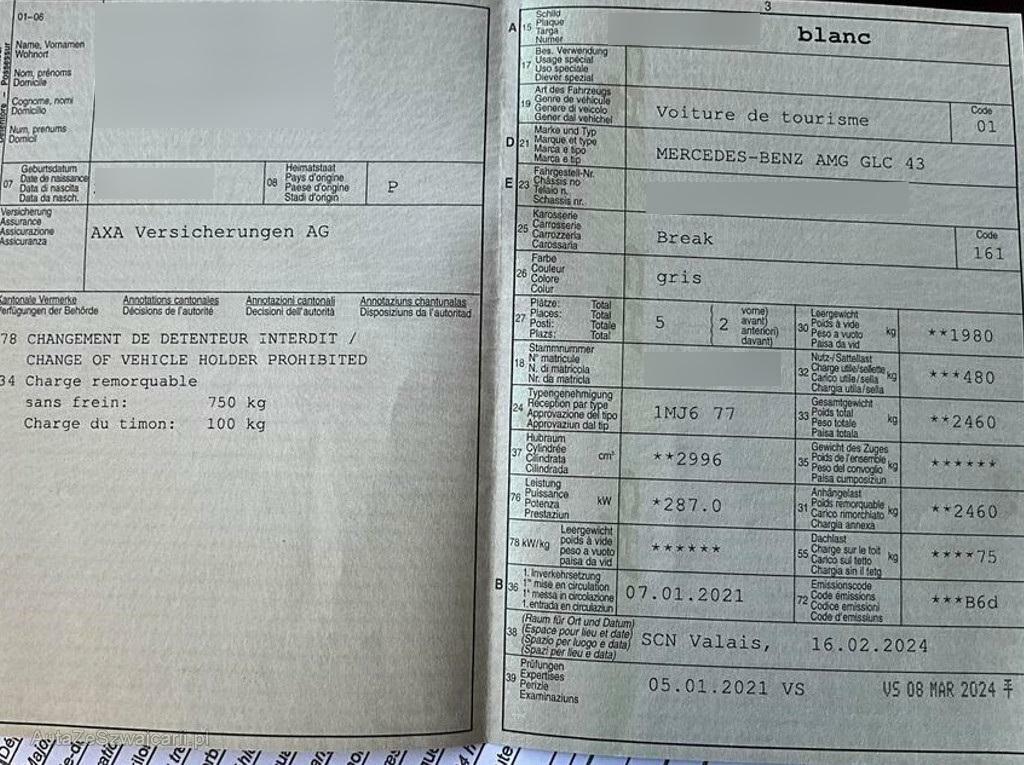 01-06
Name, Vornamen
Wohnort
Nom, prénoms
Domicile
Cognome, nomi
Domicilio
Num, prenums
Domicil
07
Geburtsdatum
Date de naissance
Data di nascita
Data da nasch.
08
Heimatstaat
Pays d'origine
Paese d'origine
Stadi d'origin
P
Versicherung
Assurance
Assicurazione
Assicuranza
AXA Versicherungen AG
Kantonale Vermerke
Verfügungen der Behörde
Annotations cantonales
Décisions de l'autorité
Annotazioni cantonali
Decisioni dell'autorità
Annotaziuns chantunalas
Disposiziuns da l'autoritad
178 CHANGEMENT DE DETENTEUR INTERDIT /
CHANGE OF VEHICLE HOLDER PROHIBITED
34 Charge remorquable
sans frein: 750 kg
Charge du timon: 100 kg
3
A 15
Schild
Plaque
Targa
Numer
blanc
17
Bes. Verwendung
Usage spécial
Uso speciale
Diever spezial
19
Art des Fahrzeugs
Genre de véhicule
Genere di veicolo
Gener dal vehichel
Voiture de tourisme
Code
01
D 21
Marke und Typ
Marque et type
Marca e tipo
Marca e tip
MERCEDES-BENZ AMG GLC 43
E 23
Fahrgestell-Nr.
Châssis no
Telaio n.
Schassis nr.
25
Karosserie
Carrosserie
Carrozzeria
Carossaria
Break
Code
161
26
Farbe
Couleur
Colore
Colur
gris
27
Plätze: Total
Places: Total
Posti: Totale
Plazs: Total
5
2
vorne)
avant)
anteriori)
davant)
30
Leergewicht
Poids à vide
Peso a vuoto
Paisa da vid
kg
**1980
18
Stammnummer
N° matricule
N. di matricola
Nr. da matricla
32
Nutz-/Sattellast
Charge utile/sellette
Carico utile/sella
Chargia utila/sella
kg
***480
24
Typengenehmigung
Réception par type
Approvazione del tipo
Approvaziun dal tip
1MJ6 77
33
Gesamtgewicht
Poids total
Peso totale
Paisa totala
kg
**2460
37
Hubraum
Cylindrée
Cilindrata
Cilindrada
cm³
**2996
35
Gewicht des Zuges
Poids de l'ensemble
Peso del convoglio
Paisa cumposiziun
kg
******
76
Leistung
Puissance
Potenza
Prestaziun
kW
*287.0
31
Anhängelast
Poids remorquable
Carico rimorchiato
Chargia annexa
kg
**2460
78 kW/kg
Leergewicht
poids à vide
peso a vuoto
paisa da vid
******
55
Dachlast
Charge sur le toit
Carico sul tetto
Chargia sin il tetg
kg
****75
B 36
1. Inverkehrsetzung
1re mise en circulation
1a messa in circolazione
1. entrada en circulaziun
07.01.2021
72
Emissionscode
Code émissions
Codice emissioni
Code d'emissiuns
***B6d
38
(Raum für Ort und Datum)
(Espace pour lieu et date)
(Spazio per luogo e data)
(Spazi per lieu e data)
SCN Valais, 16.02.2024
39
Prüfungen
Expertises
Perizie
Examinaziuns
05.01.2021 VS
VS 08 MAR 2024
AutaZeSzwajcarii.pl